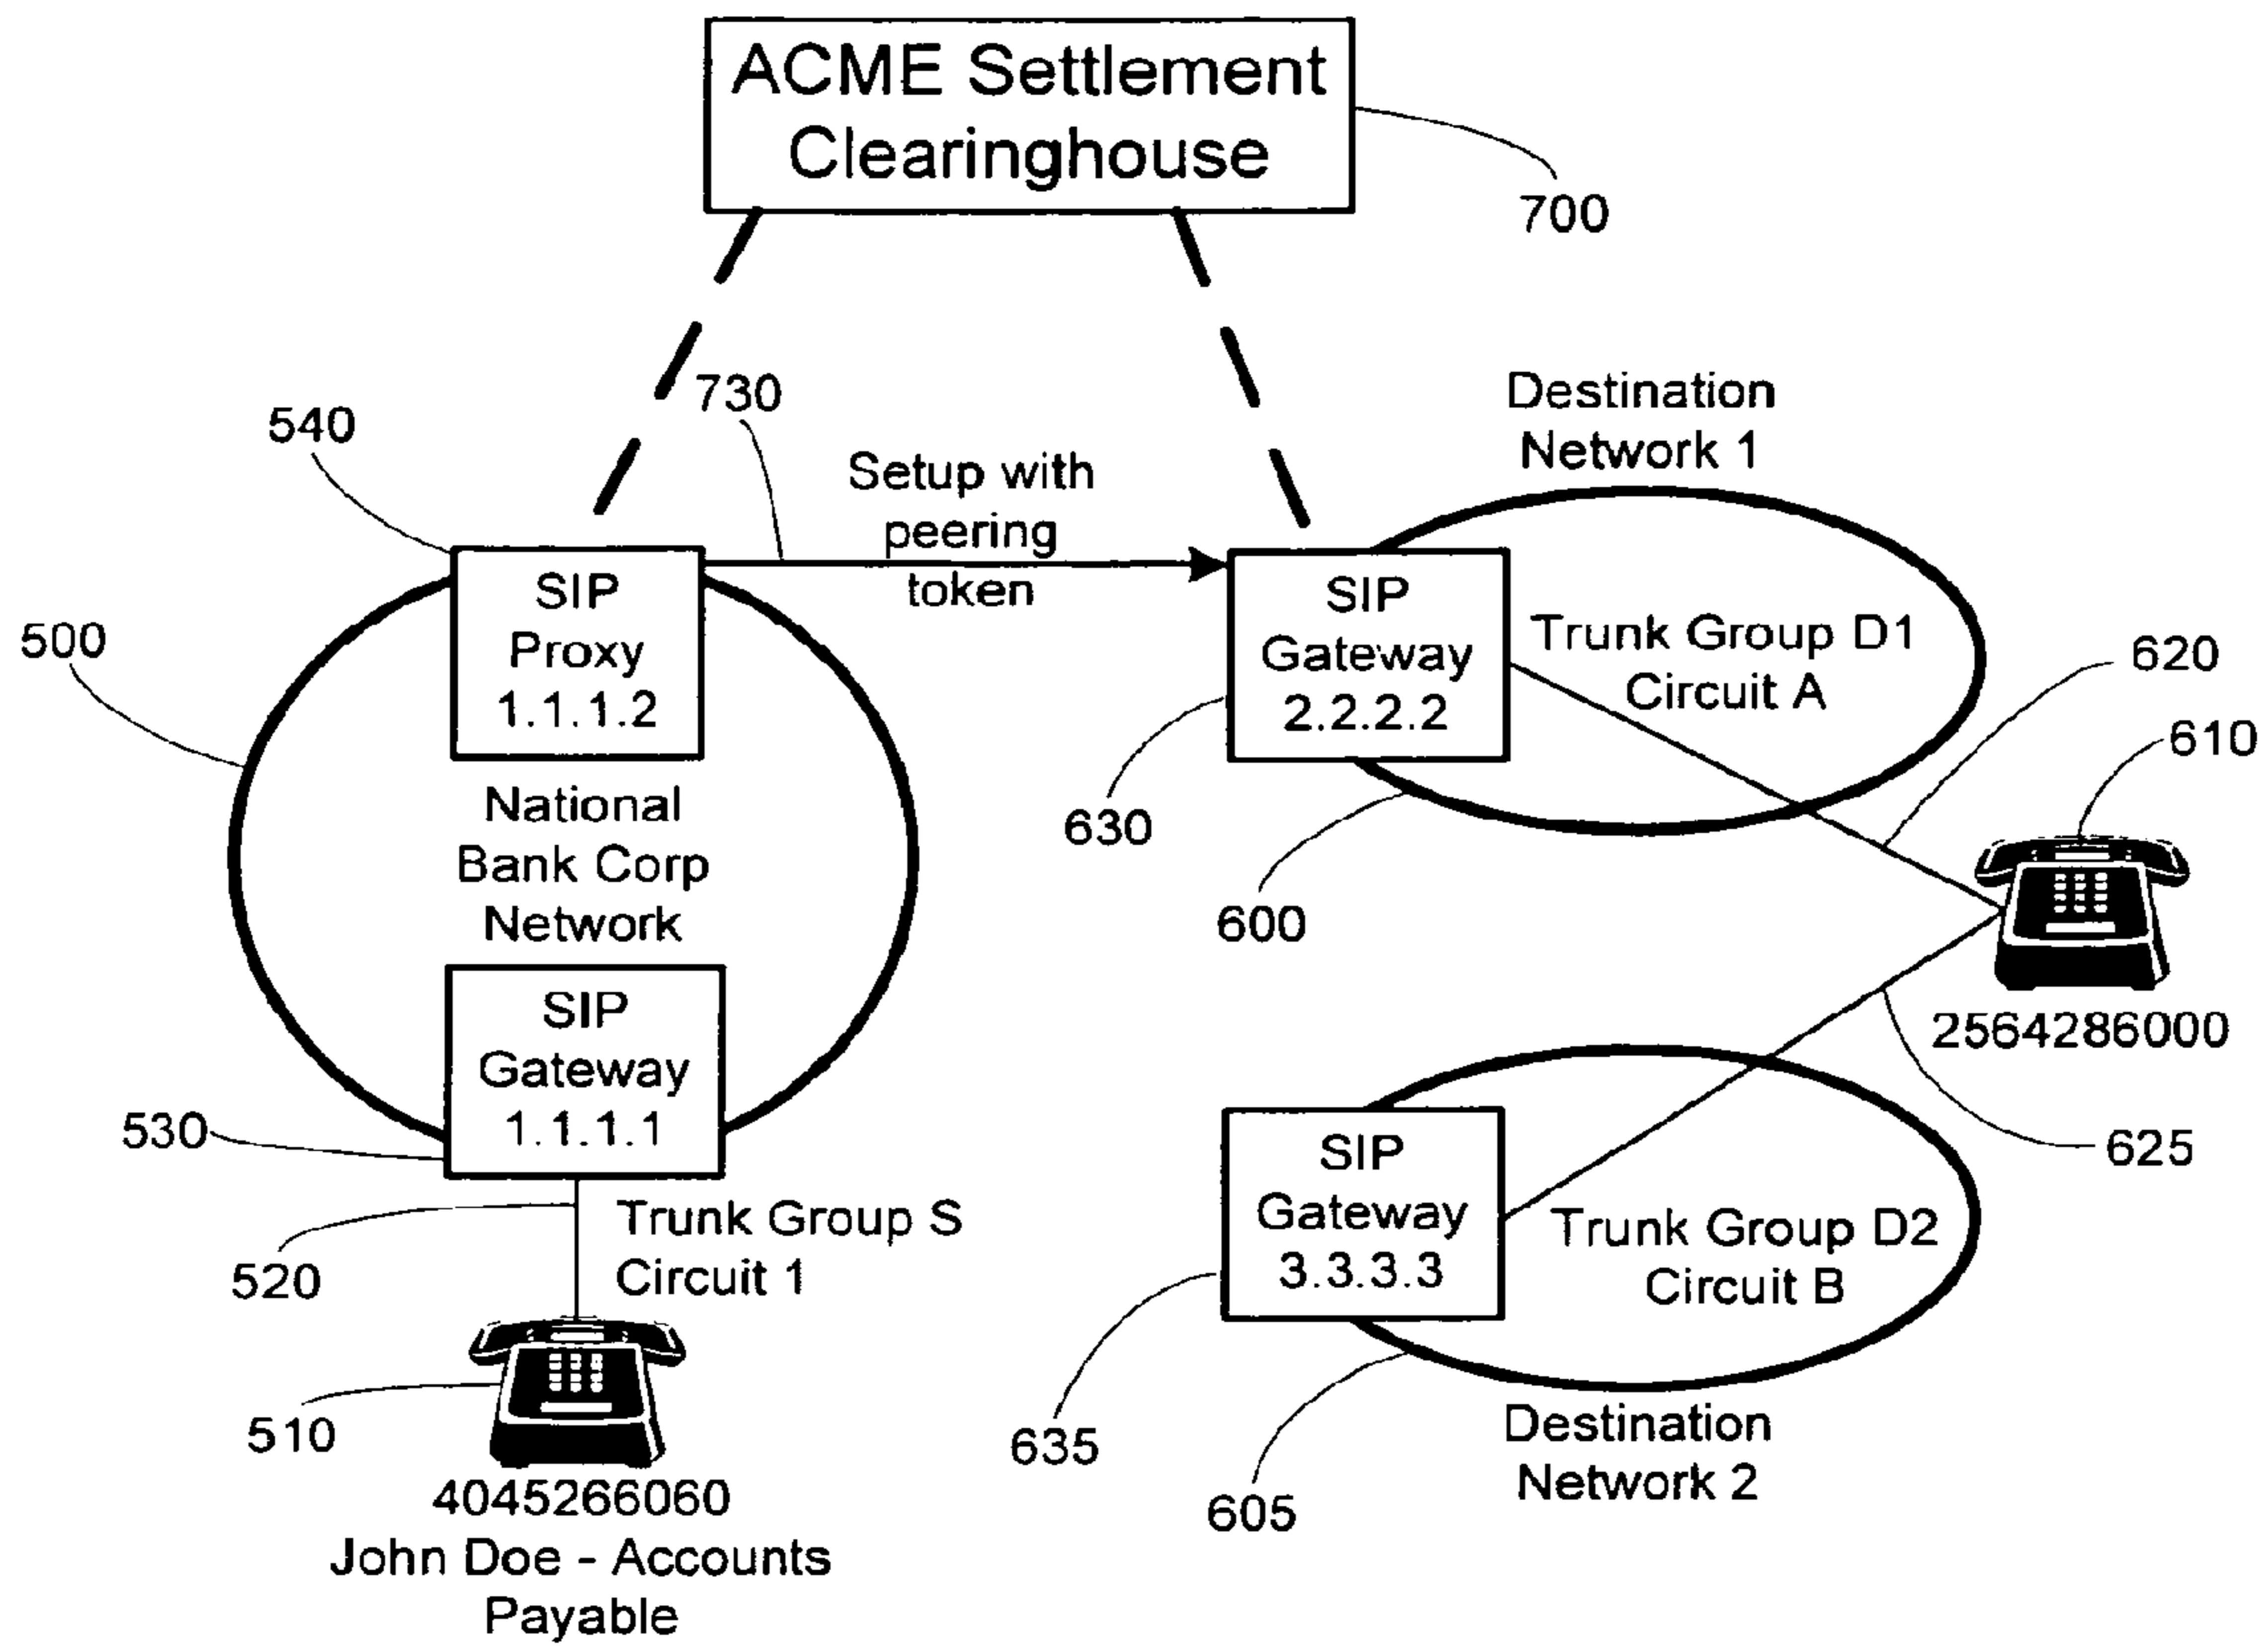 ACME Settlement
Clearinghouse
700
730
540
Setup with
peering
token
Destination
Network 1
500
SIP
Proxy
1.1.1.2
SIP
Gateway
2.2.2.2
Trunk Group D1
Circuit A
620
610
630
600
National
Bank Corp
Network
2564286000
SIP
Gateway
1.1.1.1
530
625
SIP
Gateway
3.3.3.3
Trunk Group D2
Circuit B
520
Trunk Group S
Circuit 1
510
635
605
Destination
Network 2
4045266060
John Doe - Accounts
Payable